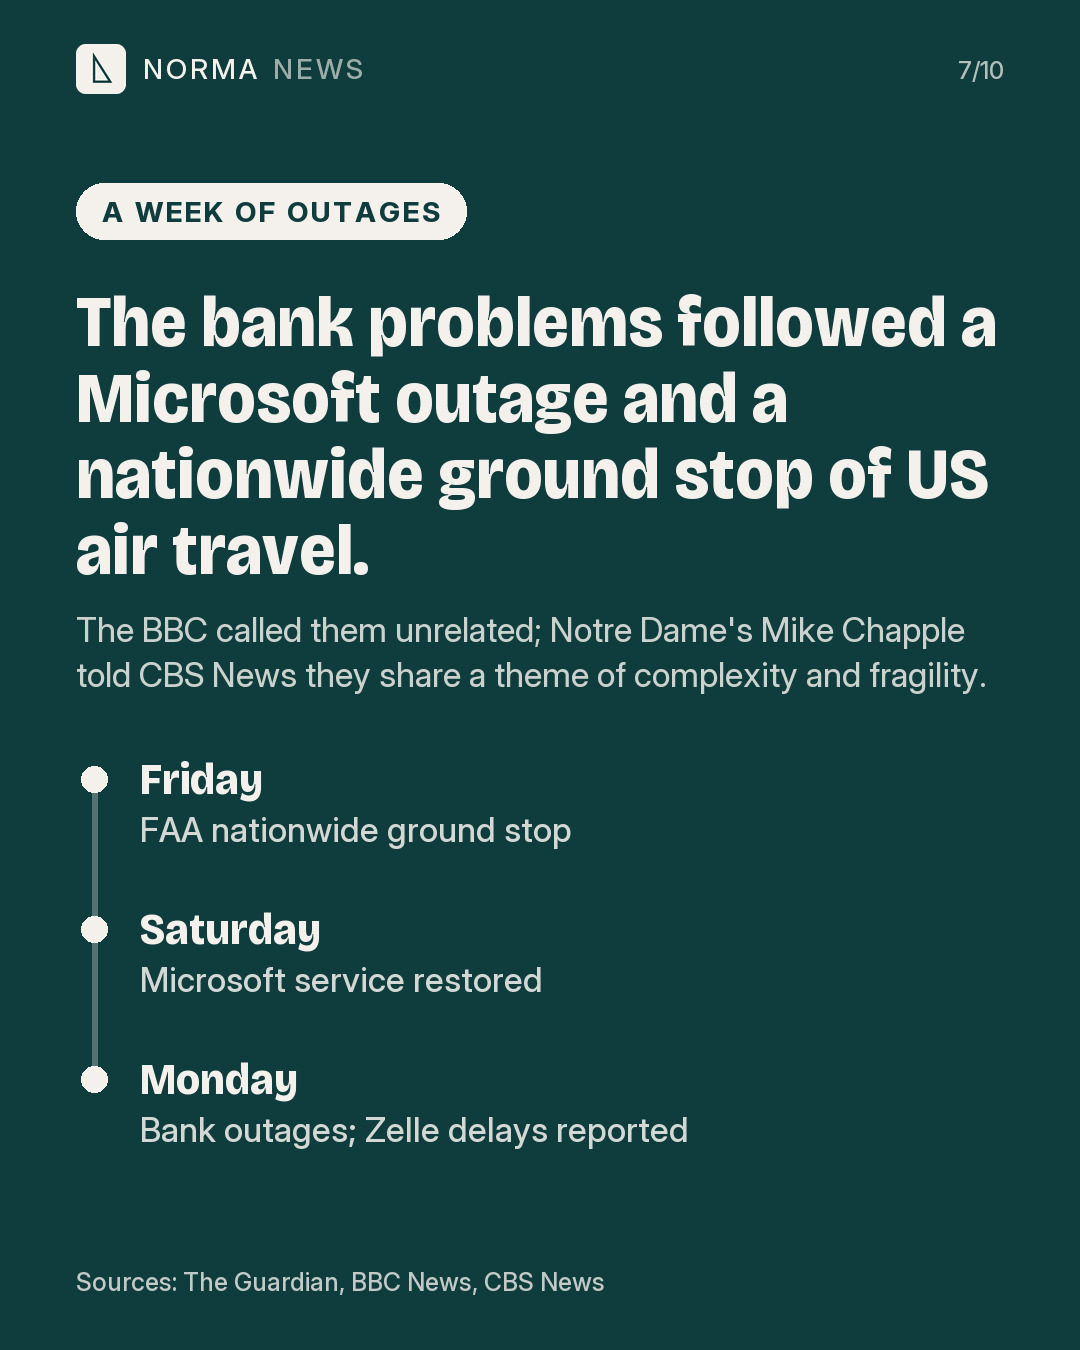 NORMA NEWS
7/10
A WEEK OF OUTAGES
The bank problems followed a
Microsoft outage and a
nationwide ground stop of US
air travel.
The BBC called them unrelated; Notre Dame's Mike Chapple
told CBS News they share a theme of complexity and fragility.
Friday
FAA nationwide ground stop
Saturday
Microsoft service restored
Monday
Bank outages; Zelle delays reported
Sources: The Guardian, BBC News, CBS News